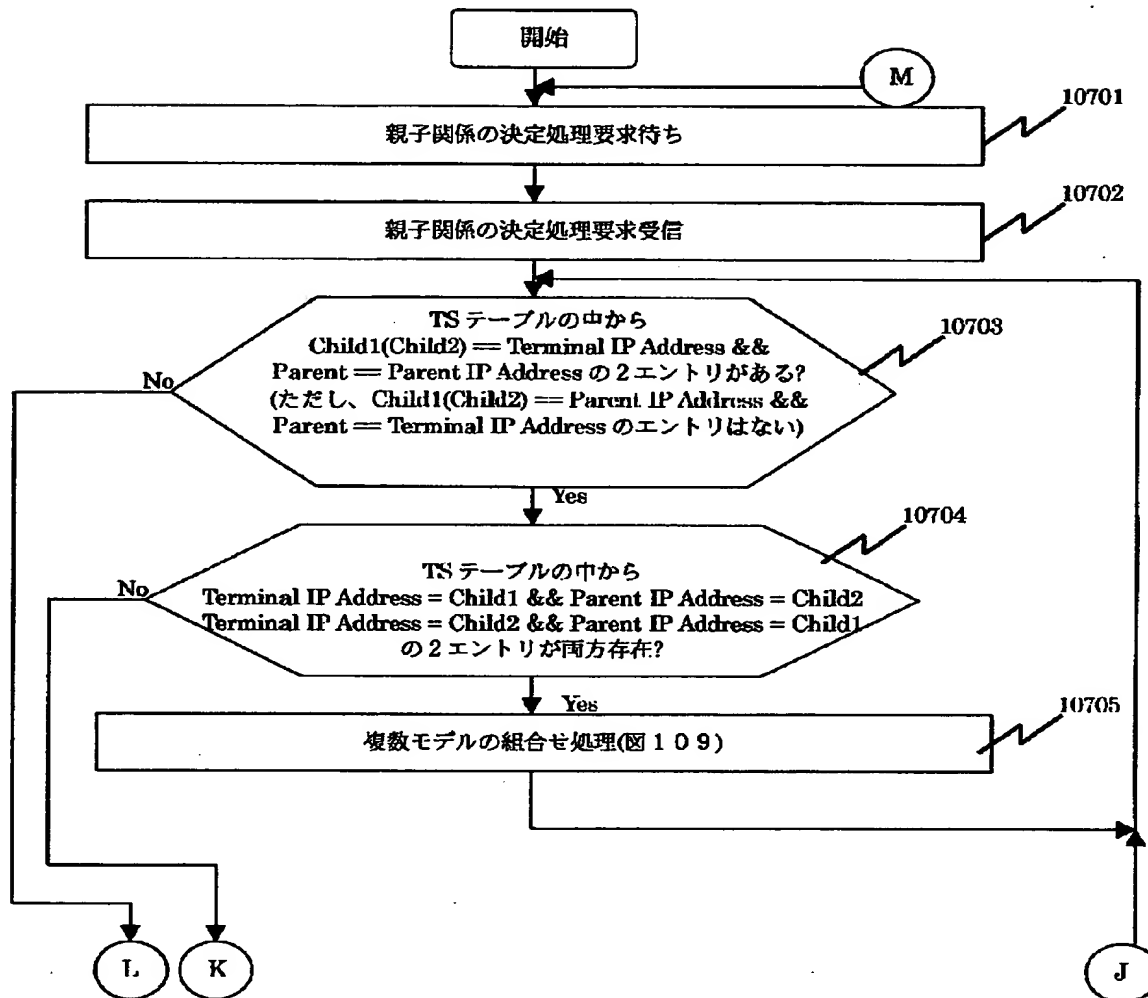 開始
M
10701
親子関係の決定処理要求待ち
10702
親子関係の決定処理要求受信
10703
TS テーブルの中から
Child1(Child2) == Terminal IP Address &&
Parent == Parent IP Address の 2 エントリがある?
(ただし、Child1(Child2) == Parent IP Address &&
Parent == Terminal IP Address のエントリはない)
No
Yes
10704
TS テーブルの中から
Terminal IP Address = Child1 && Parent IP Address = Child2
Terminal IP Address = Child2 && Parent IP Address = Child1
の 2 エントリが両方存在?
No
Yes
10705
複数モデルの組合せ処理(図１０９)
L
K
J